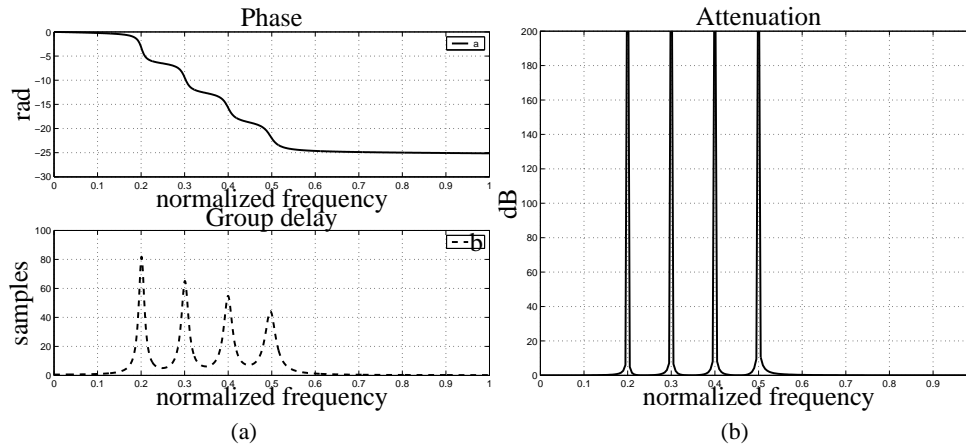 Phase
0
−5
−10
−15
−20
−25
−30
rad
a
0 0.1 0.2 0.3 0.4 0.5 0.6 0.7 0.8 0.9 1
normalized frequency
Group delay
100
80
60
40
20
0
samples
b
0 0.1 0.2 0.3 0.4 0.5 0.6 0.7 0.8 0.9 1
normalized frequency
(a)
Attenuation
200
180
160
140
120
100
80
60
40
20
0
dB
0 0.1 0.2 0.3 0.4 0.5 0.6 0.7 0.8 0.9
normalized frequency
(b)